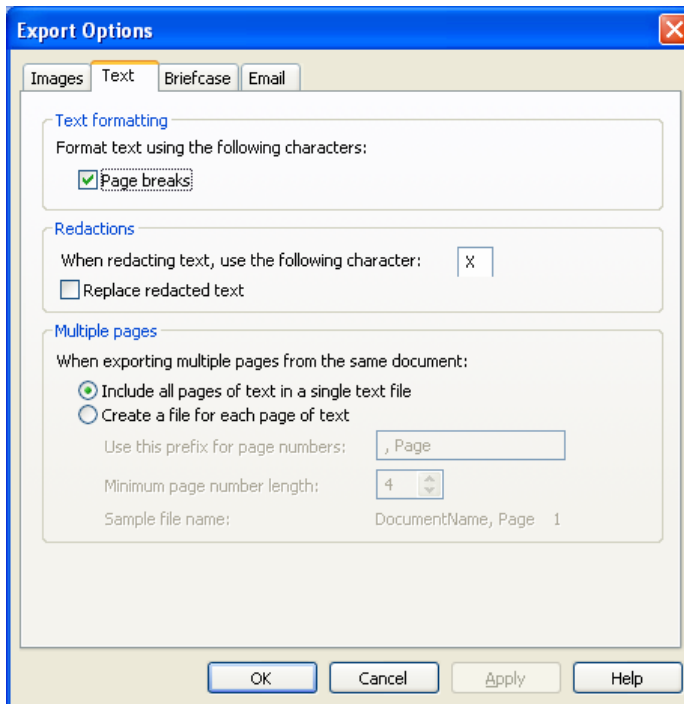 Export Options
Images Text Briefcase Email
Text formatting
Format text using the following characters:
Page breaks
Redactions
When redacting text, use the following character: X
Replace redacted text
Multiple pages
When exporting multiple pages from the same document:
Include all pages of text in a single text file
Create a file for each page of text
Use this prefix for page numbers: , Page
Minimum page number length: 4
Sample file name: DocumentName, Page 1
OK Cancel Apply Help